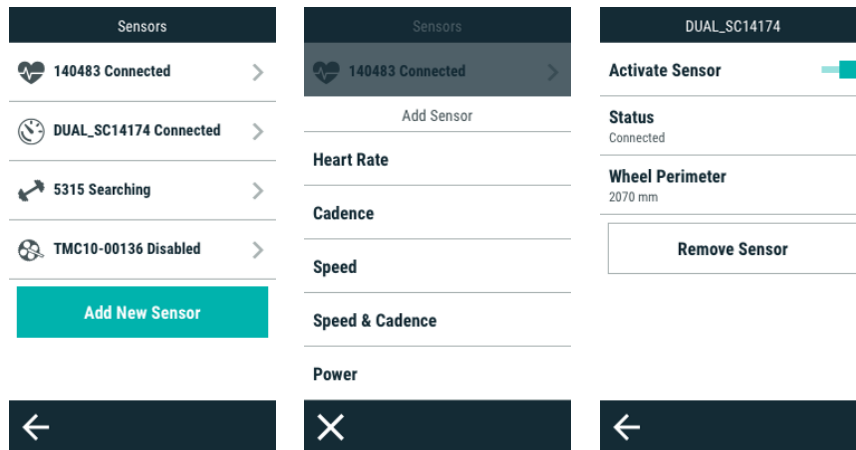 Sensors
140483 Connected
DUAL_SC14174 Connected
5315 Searching
TMC10-00136 Disabled
Add New Sensor
Sensors
140483 Connected
Add Sensor
Heart Rate
Cadence
Speed
Speed & Cadence
Power
DUAL_SC14174
Activate Sensor
Status
Connected
Wheel Perimeter
2070 mm
Remove Sensor